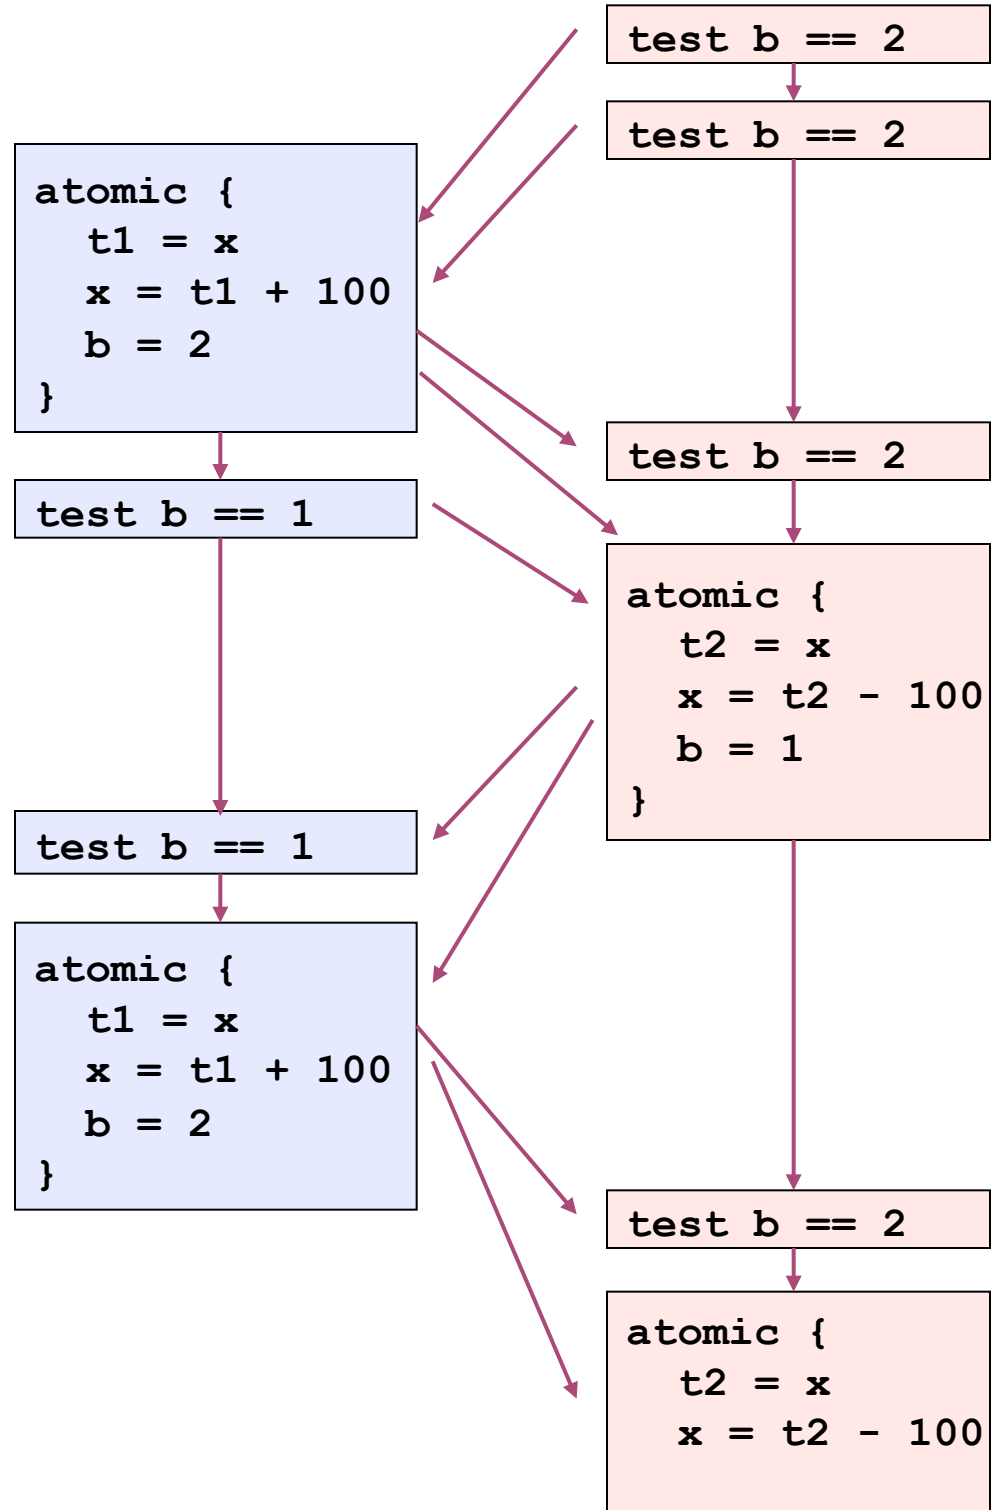 test b == 2
test b == 2
atomic {
t1 = x
x = t1 + 100
b = 2
}
test b == 2
test b == 1
atomic {
t2 = x
x = t2 - 100
b = 1
}
test b == 1
atomic {
t1 = x
x = t1 + 100
b = 2
}
test b == 2
atomic {
t2 = x
x = t2 - 100